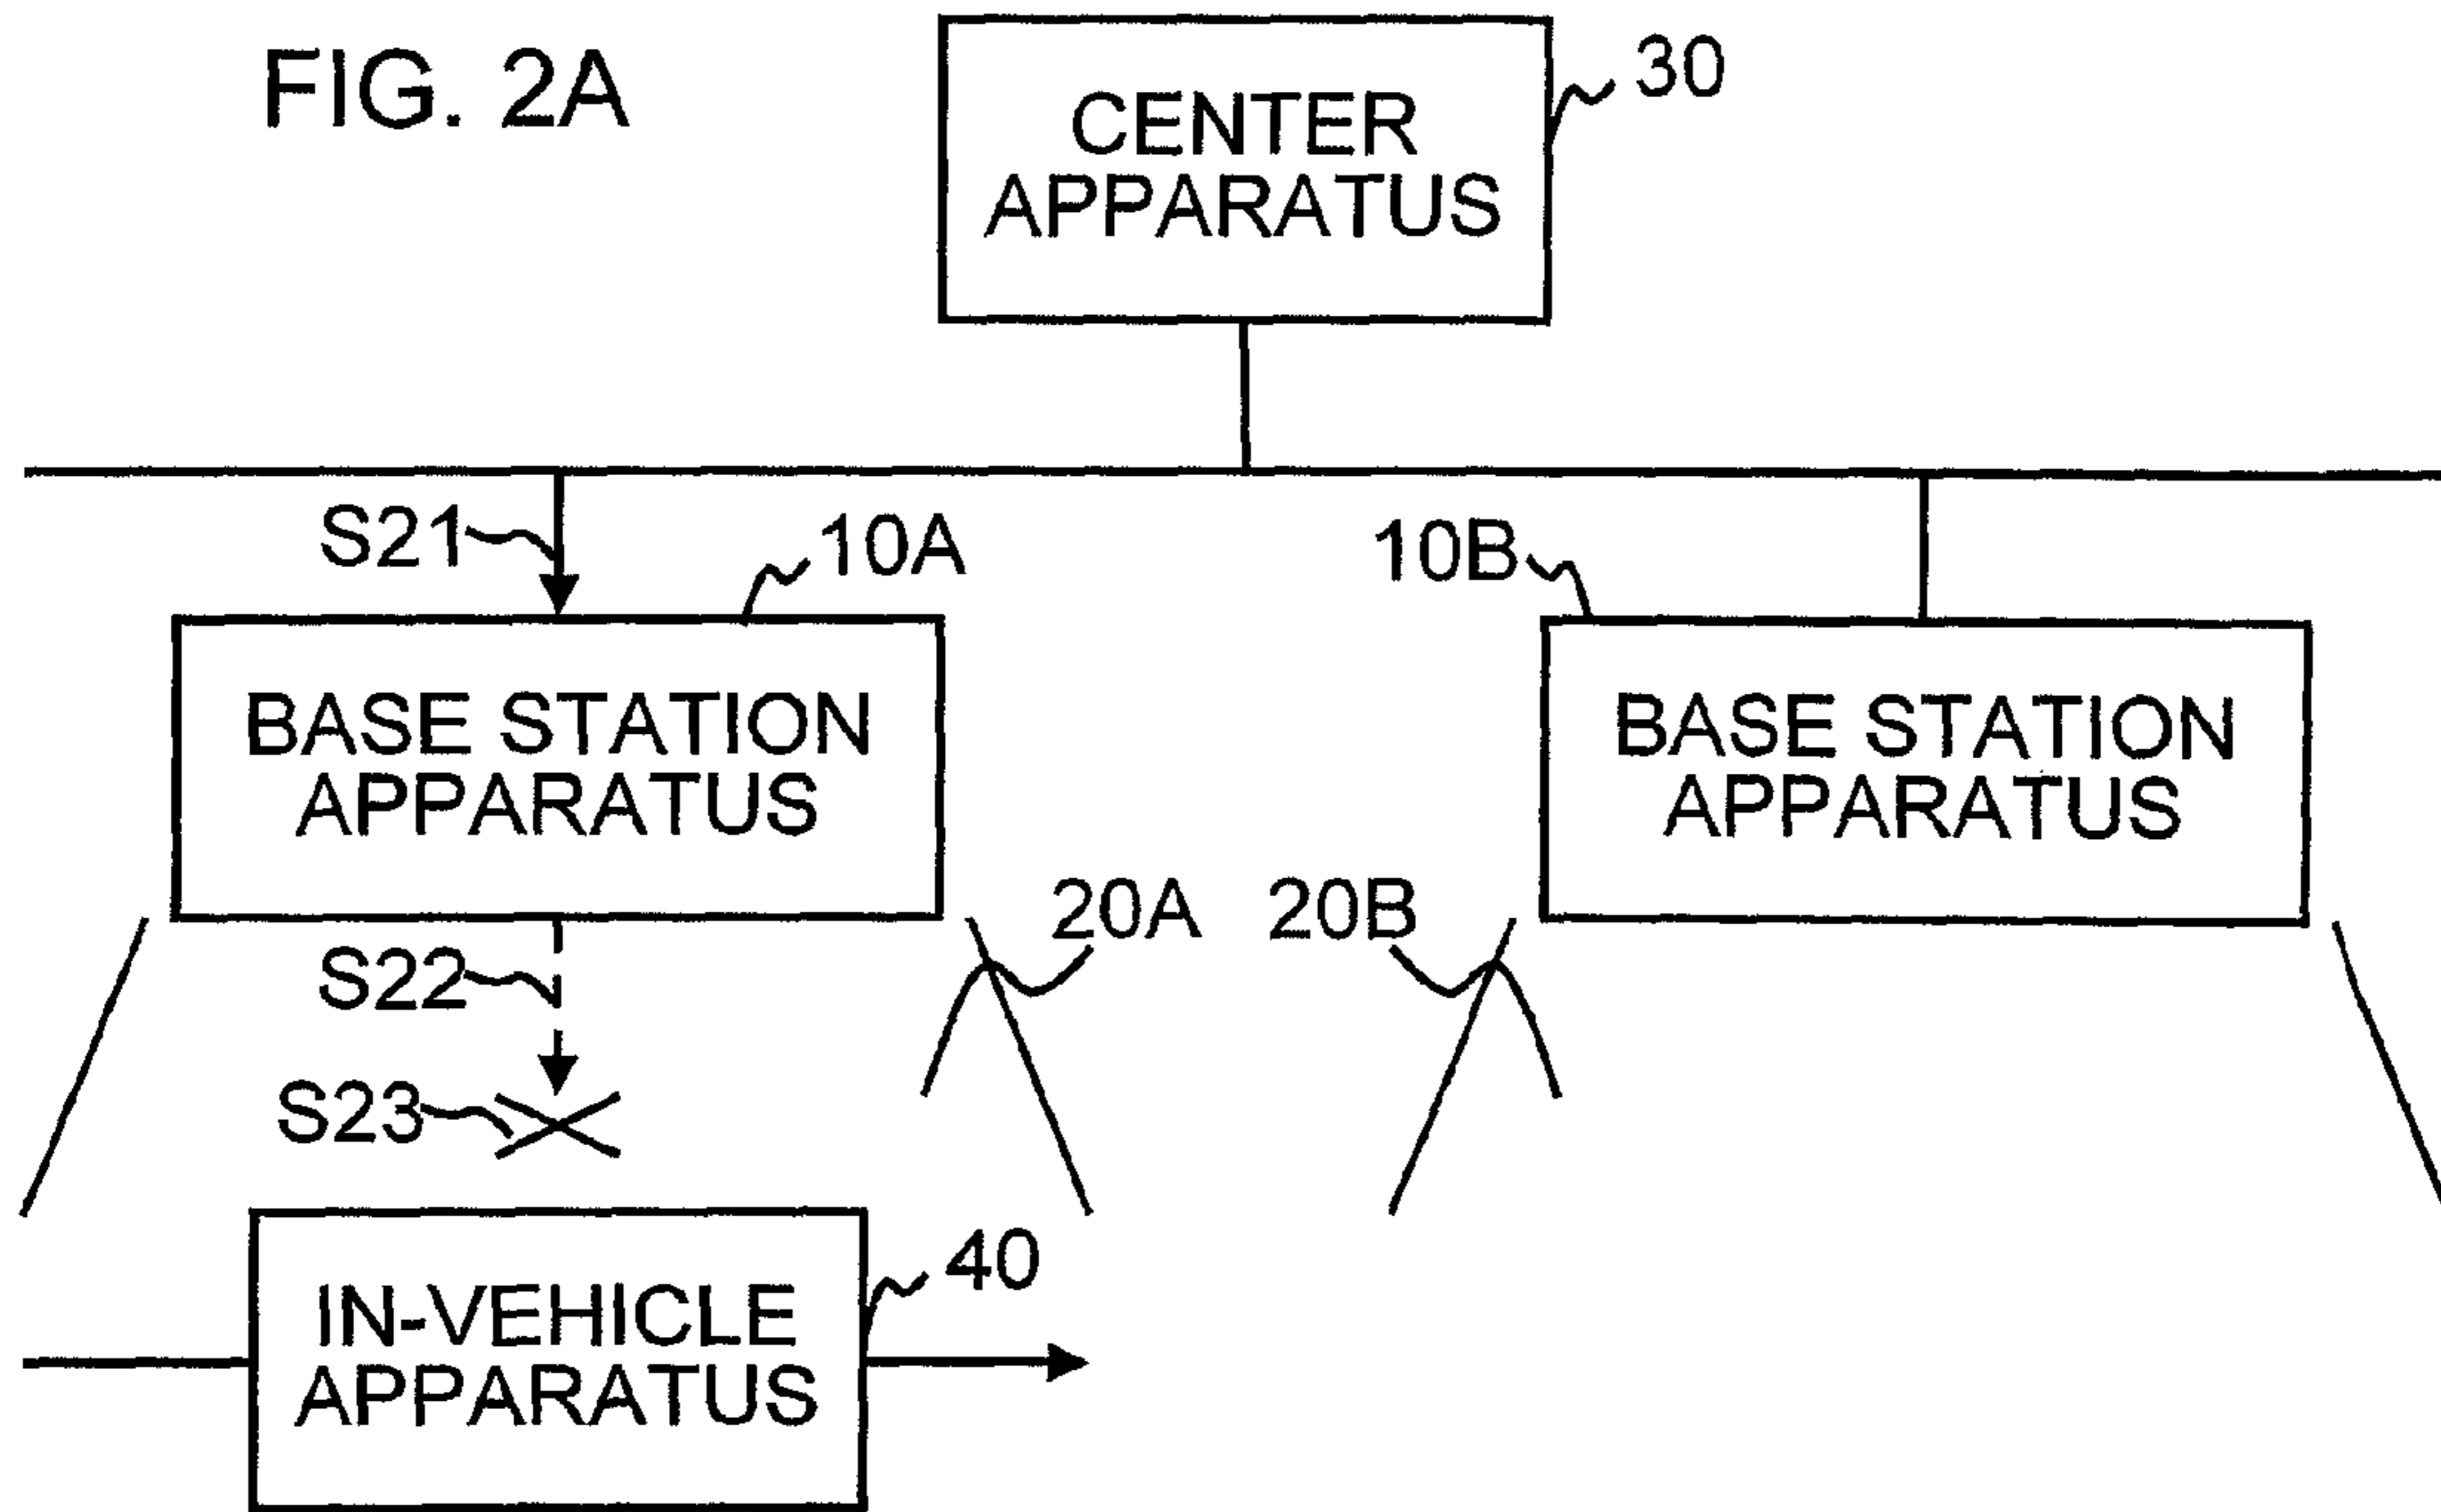 FIG. 2A
CENTER
APPARATUS
30
S21
10A
10B
BASE STATION
APPARATUS
BASE STATION
APPARATUS
20A
20B
S22
S23
40
IN-VEHICLE
APPARATUS